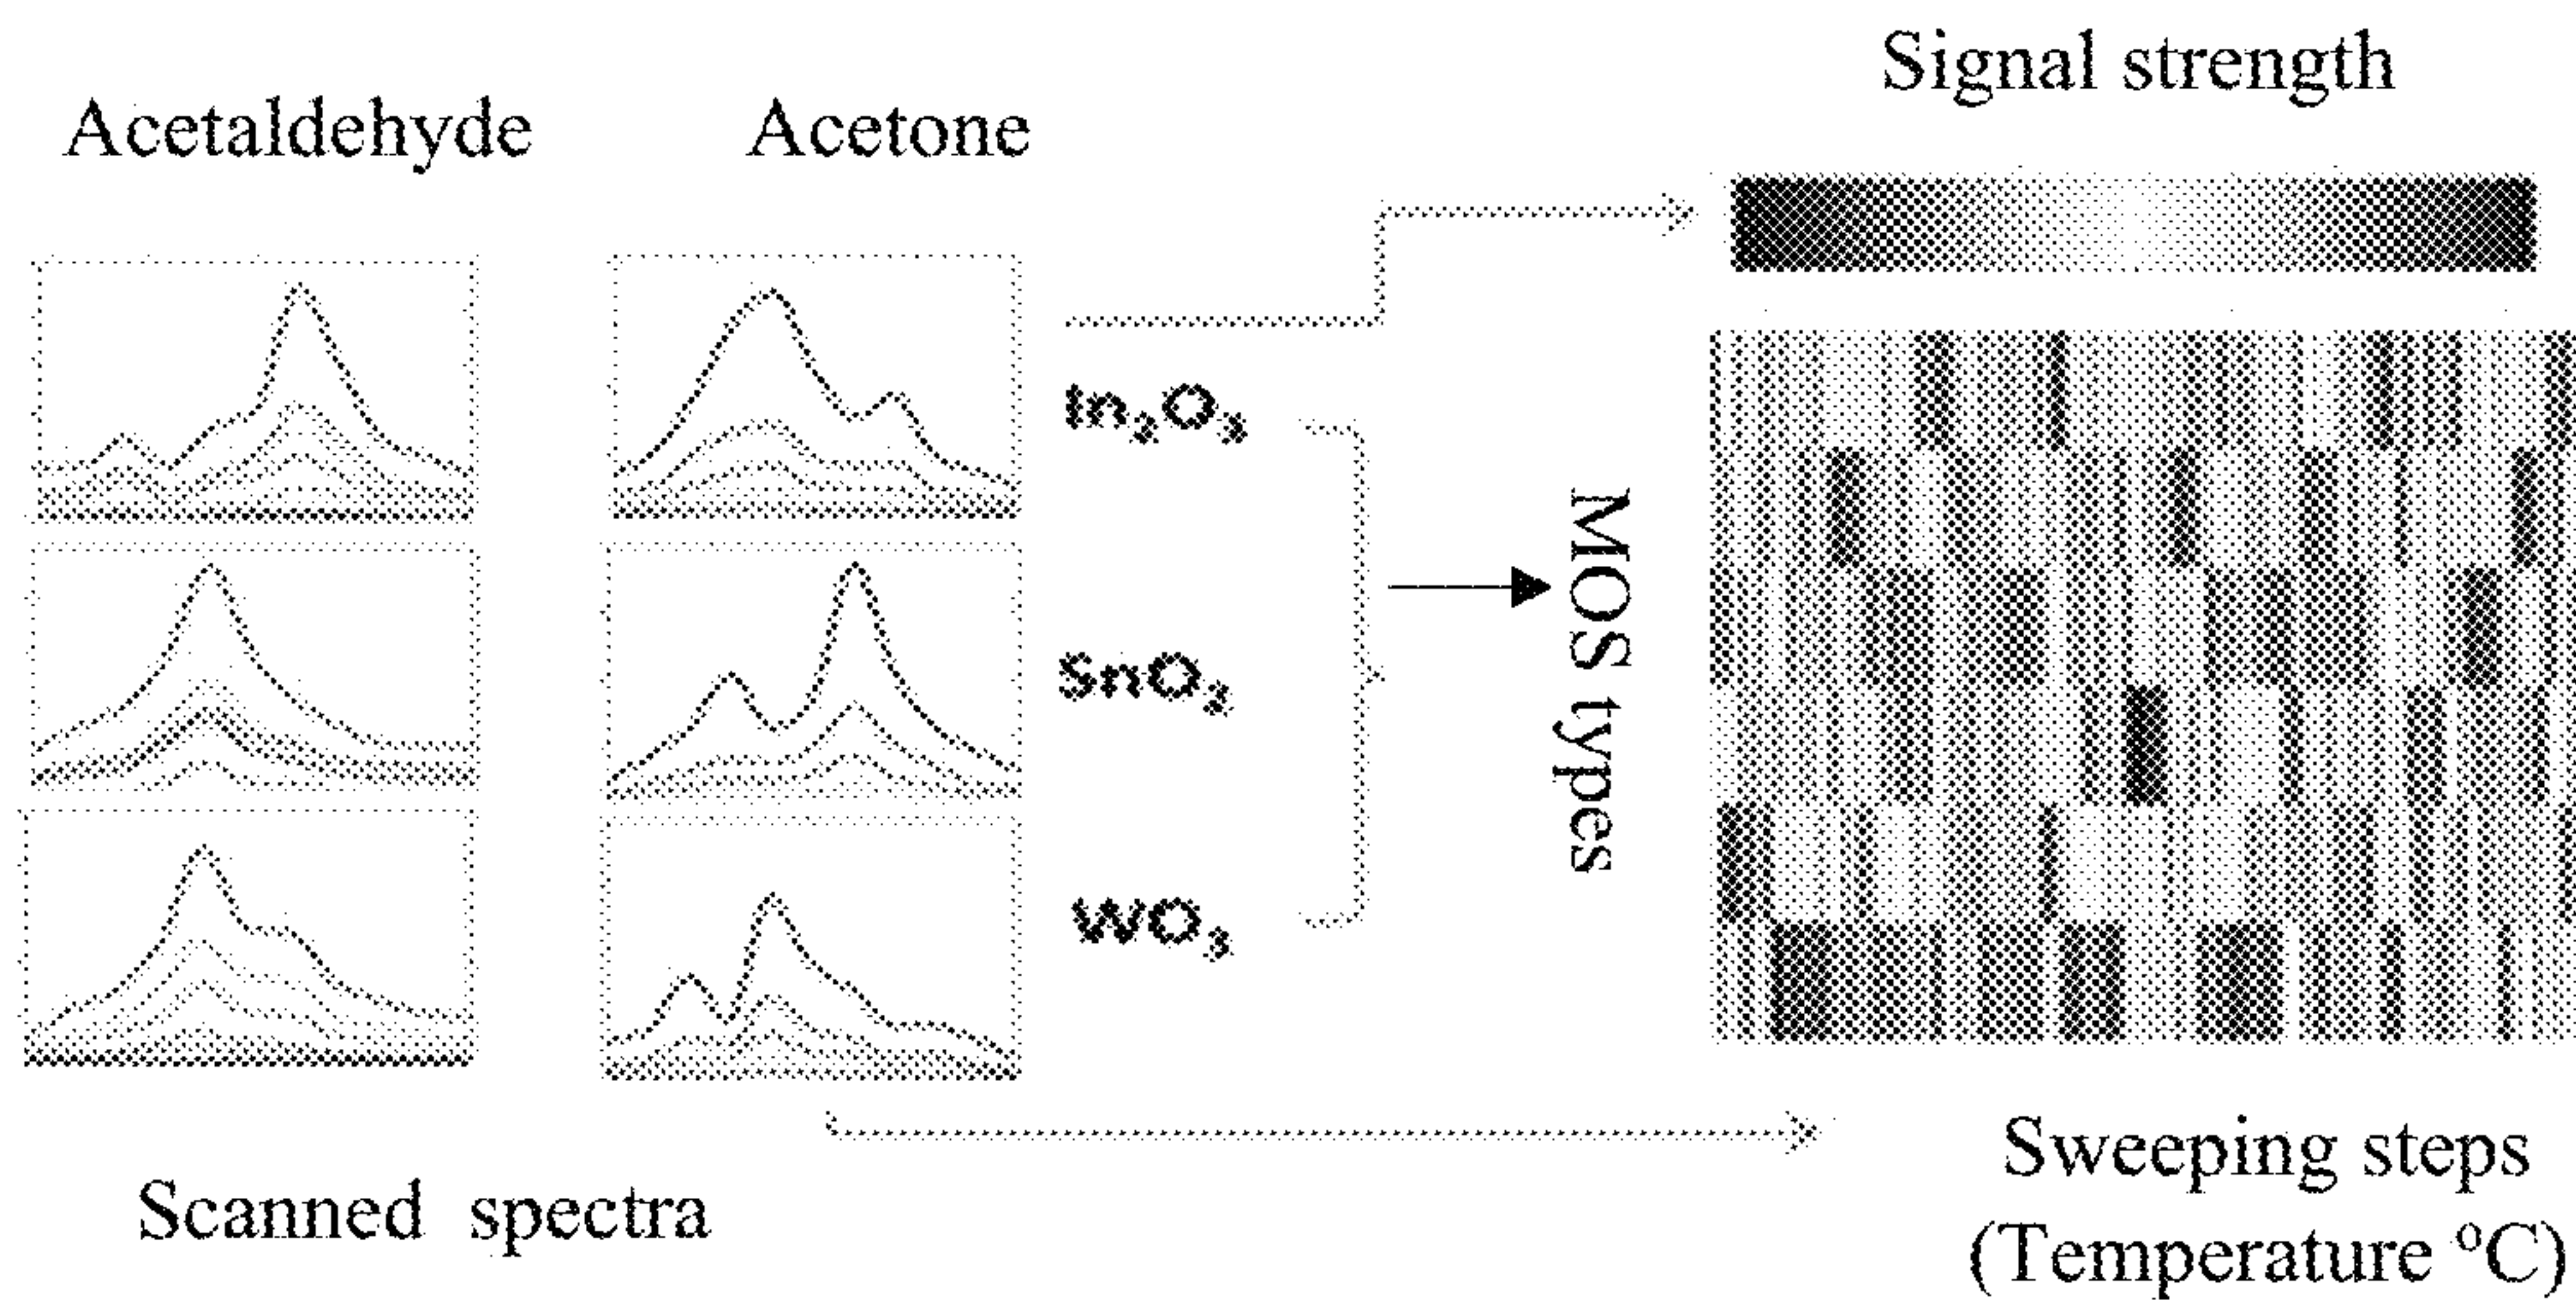 Signal strength
Acetaldehyde
Acetone
In₂O₃
SnO₂
WO₃
MOS types
Scanned spectra
Sweeping steps
(Temperature °C)